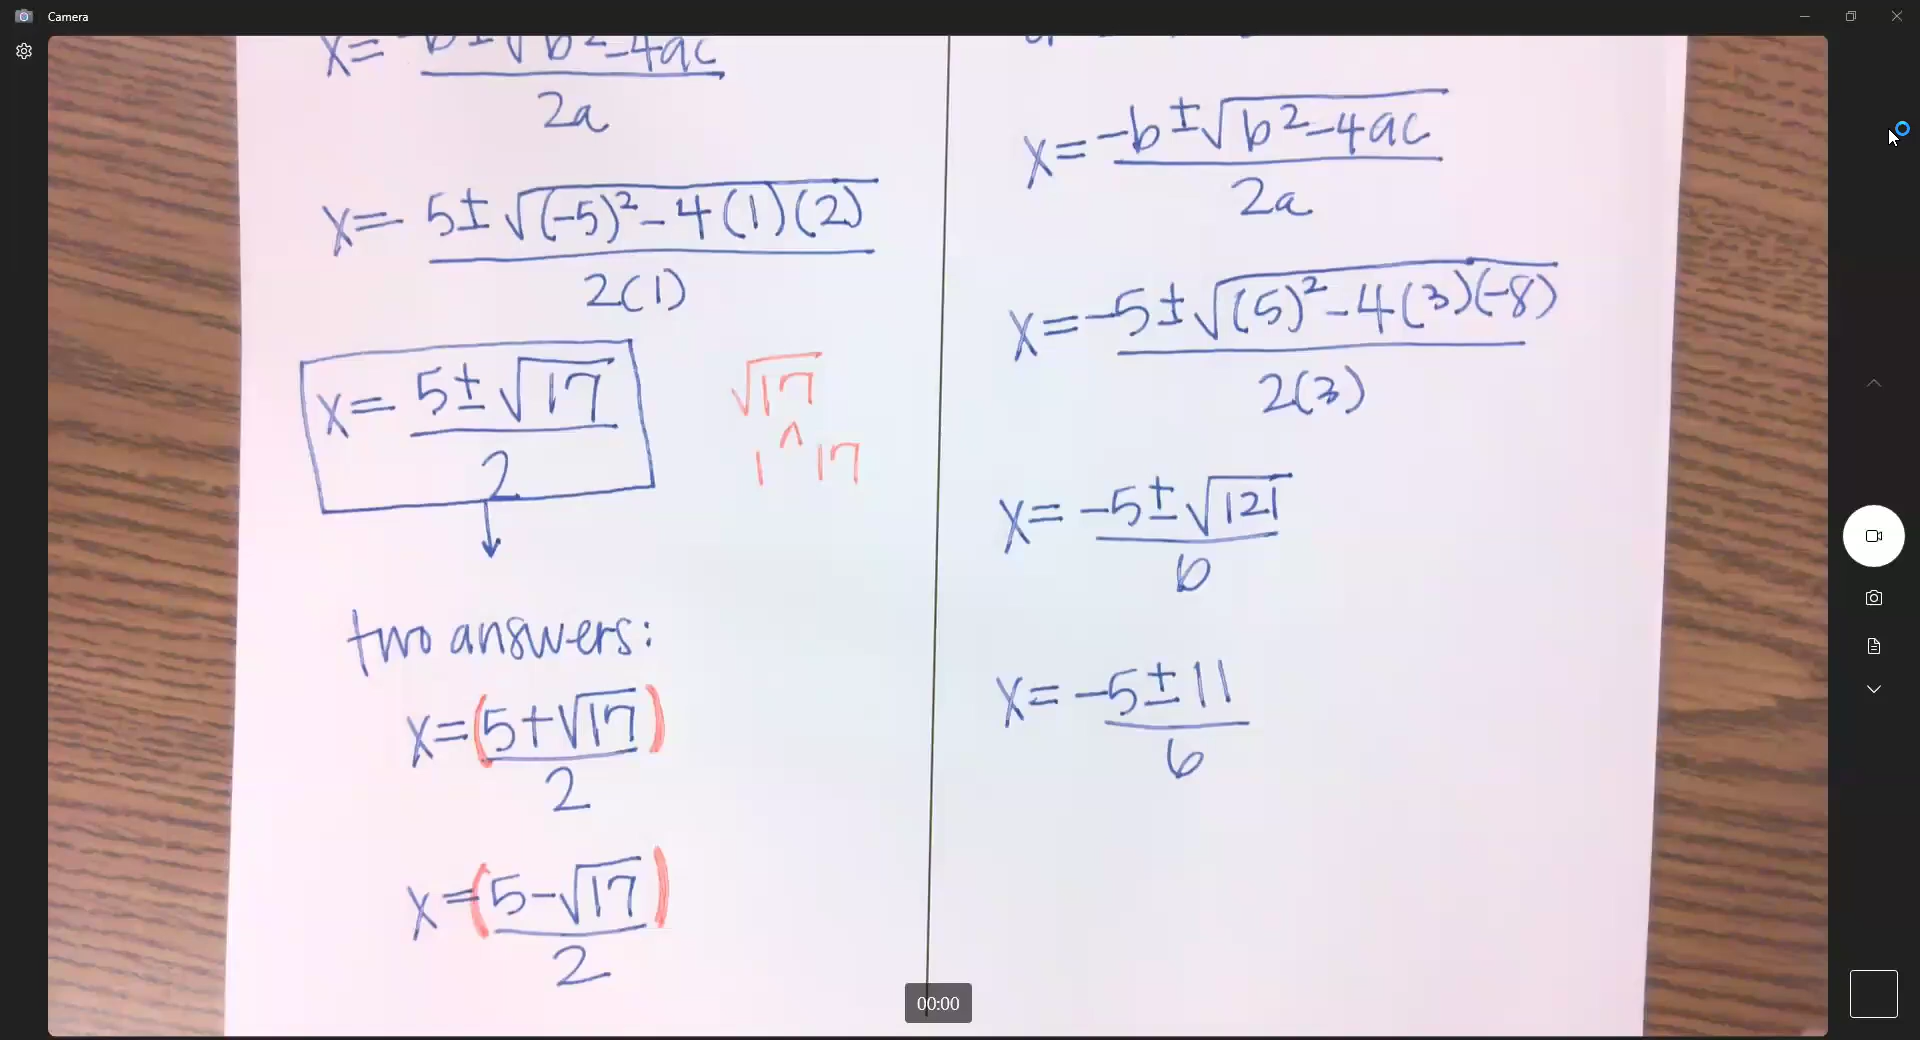 Camera
x= -b±√b²-4ac
2a
x= 5±√(-5)²-4(1)(2)
2(1)
x= 5±√17
2
√17
^
1 17
two answers:
x=(5+√17)
2
x=(5-√17)
2
x= -b±√b²-4ac
2a
x= -5±√(5)²-4(3)(-8)
2(3)
x= -5±√121
6
x= -5±11
6
00:00